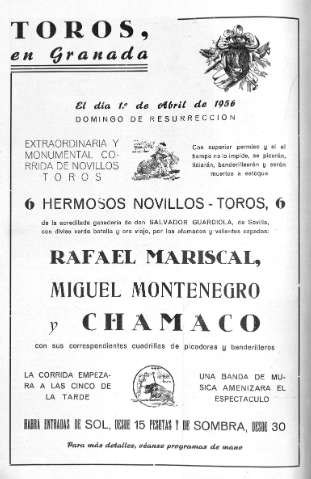 TOROS,
en Granada
El día 1.º de Abril de 1956
DOMINGO DE RESURRECCIÓN
EXTRAORDINARIA Y
MONUMENTAL CO-
RRIDA DE NOVILLOS
TOROS
Con superior permiso y si el
tiempo no lo impide, se picarán,
lidiarán, banderillearán y serán
muertos a estoque
6 HERMOSOS NOVILLOS - TOROS, 6
de la acreditada ganadería de don SALVADOR GUARDIOLA, de Sevilla,
con divisa verde botella y oro viejo, por los afamados y valientes espadas:
RAFAEL MARISCAL,
MIGUEL MONTENEGRO
y CHAMACO
con sus correspondientes cuadrillas de picadores y banderilleros
LA CORRIDA EMPEZA-
RA A LAS CINCO DE
LA TARDE
UNA BANDA DE MU-
SICA AMENIZARA EL
ESPECTACULO
HABRA ENTRADAS DE SOL, DESDE 15 PESETAS Y DE SOMBRA, DESDE 30
Para más detalles, véanse programas de mano